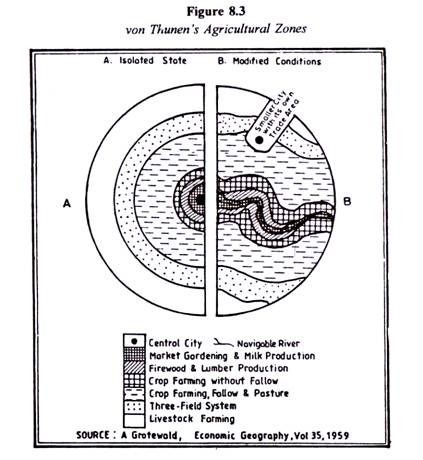 Figure 8.3
von Thunen's Agricultural Zones
A. Isolated State
B. Modified Conditions
Smaller City
with its own
Trade Area
A
B
Central City
Navigable River
Market Gardening & Milk Production
Firewood & Lumber Production
Crop Farming without Fallow
Crop Farming, Fallow & Pasture
Three-Field System
Livestock Farming
SOURCE : A Grotewald, Economic Geography, Vol 35, 1959